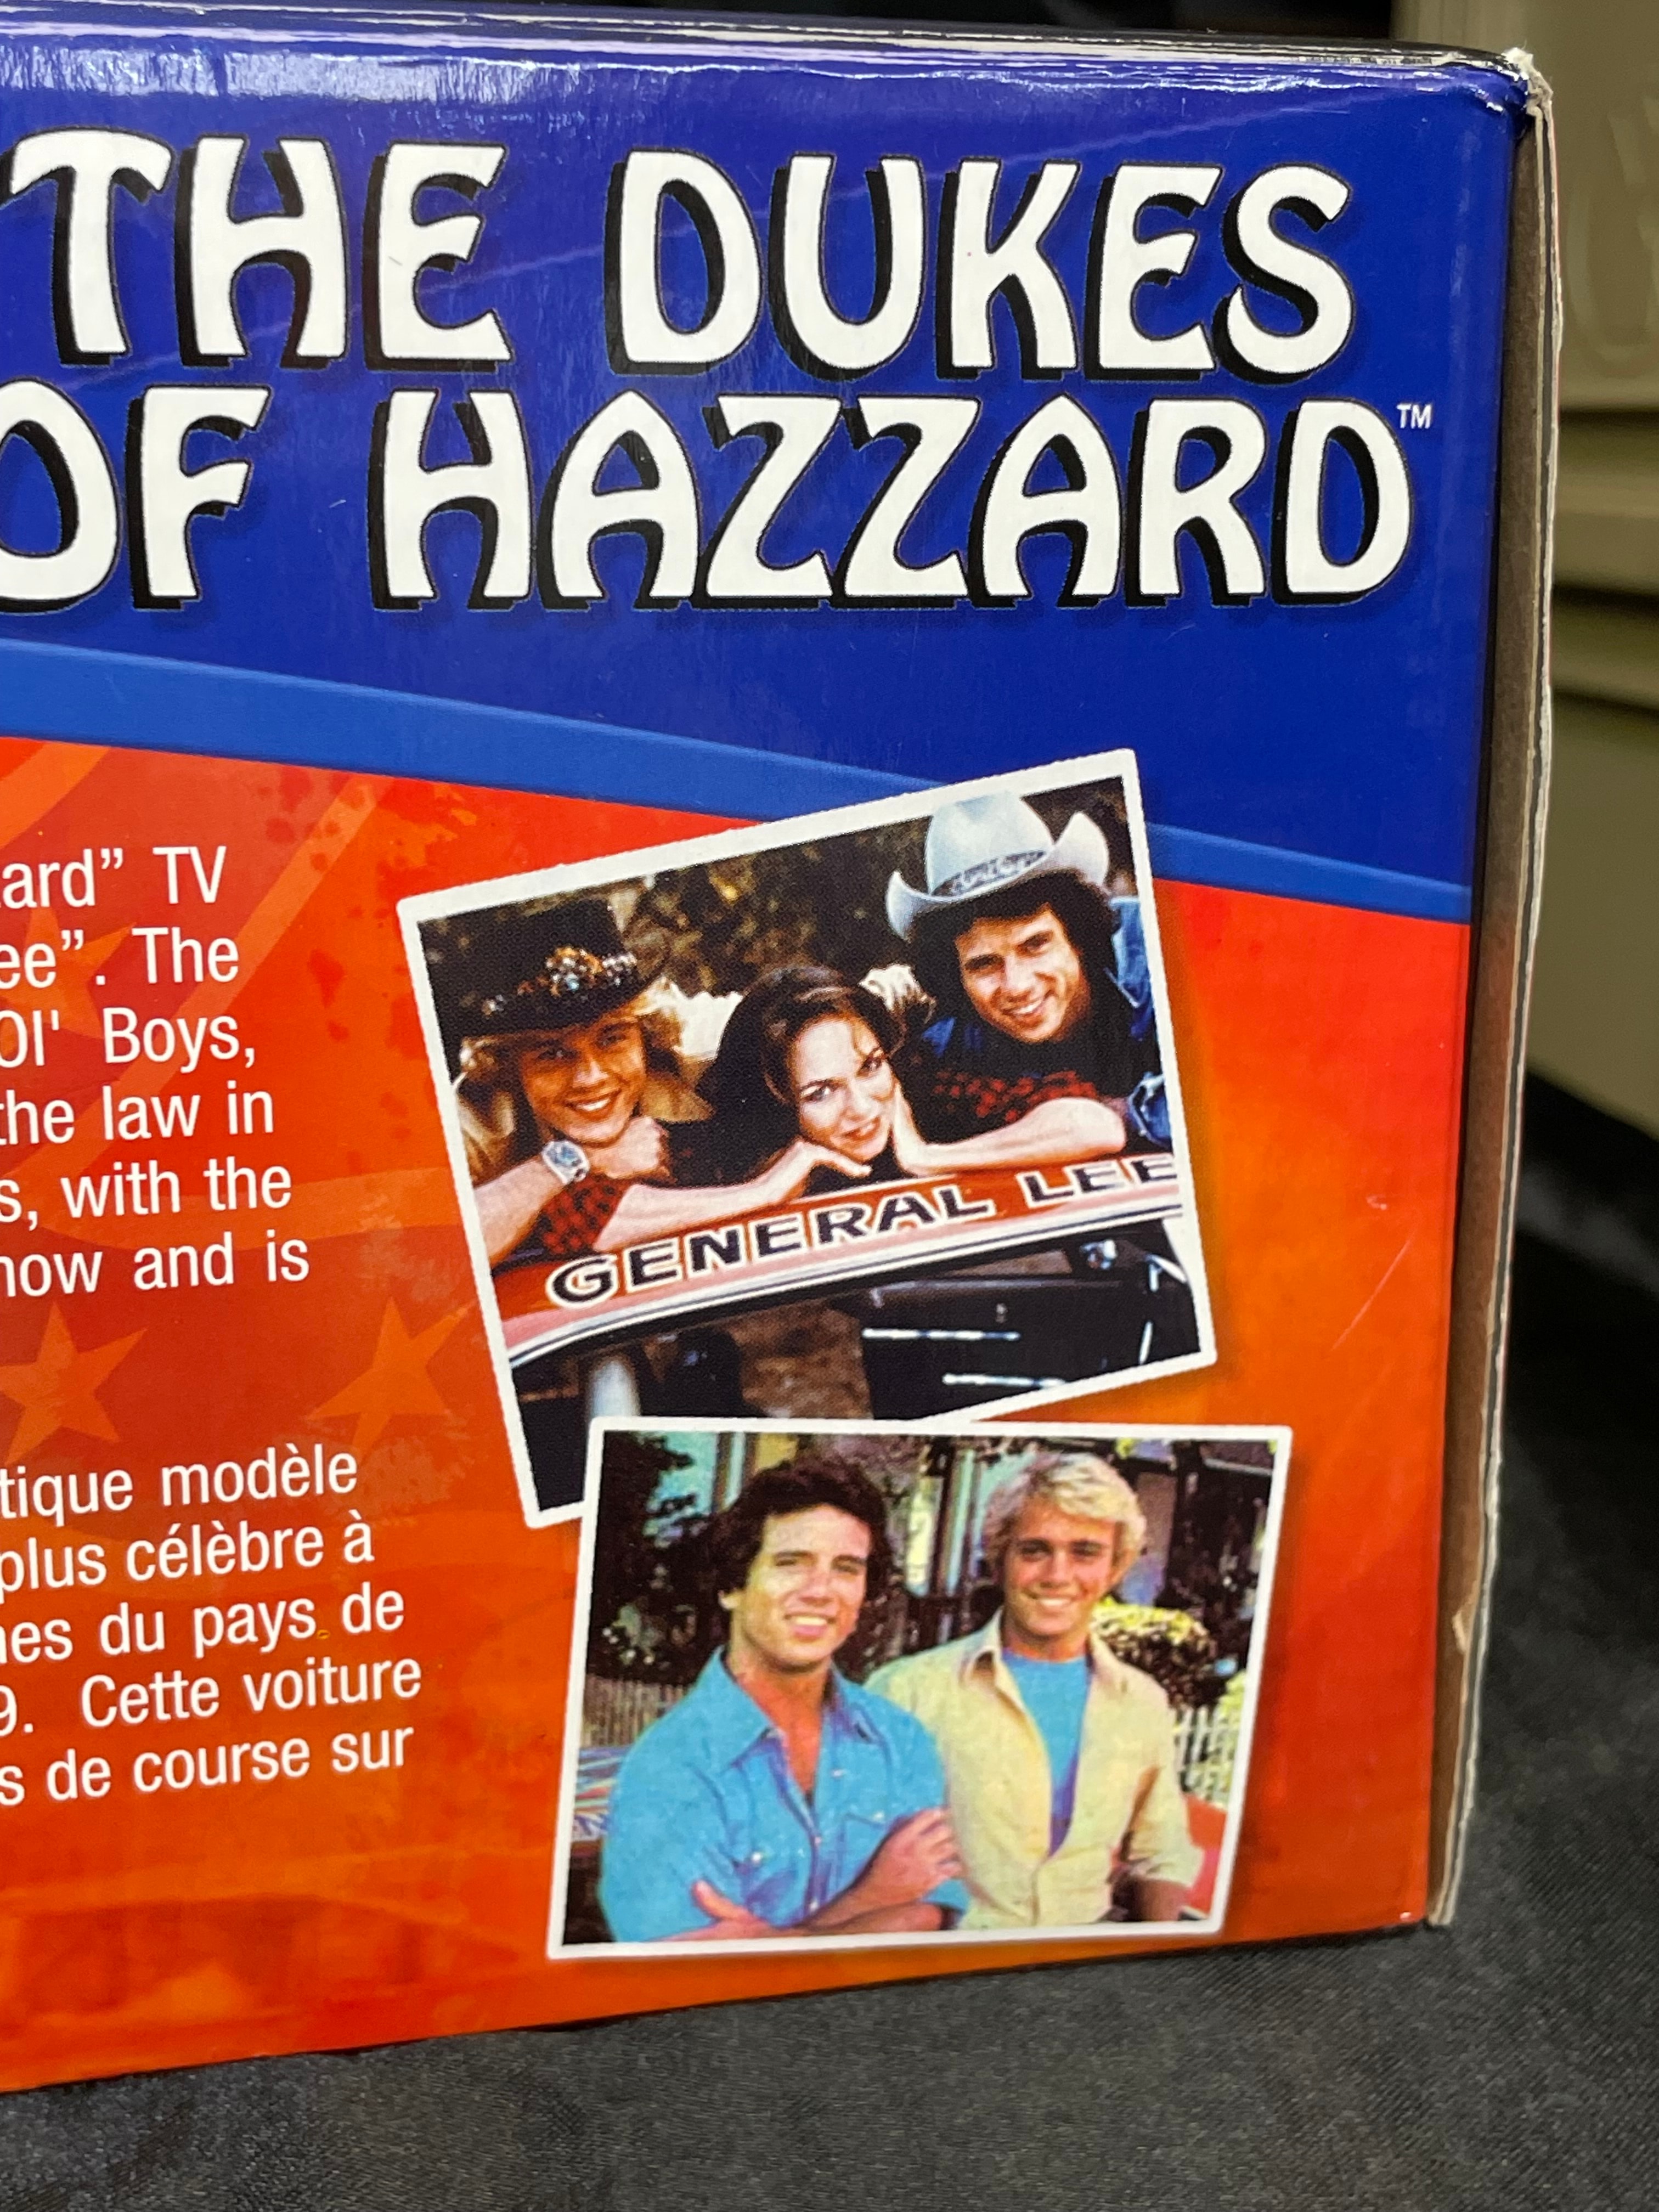 THE DUKES
OF HAZZARD™
ard” TV
ee”. The
Ol' Boys,
the law in
s, with the
how and is
GENERAL LEE
tique modèle
plus célèbre à
nes du pays de
9. Cette voiture
s de course sur